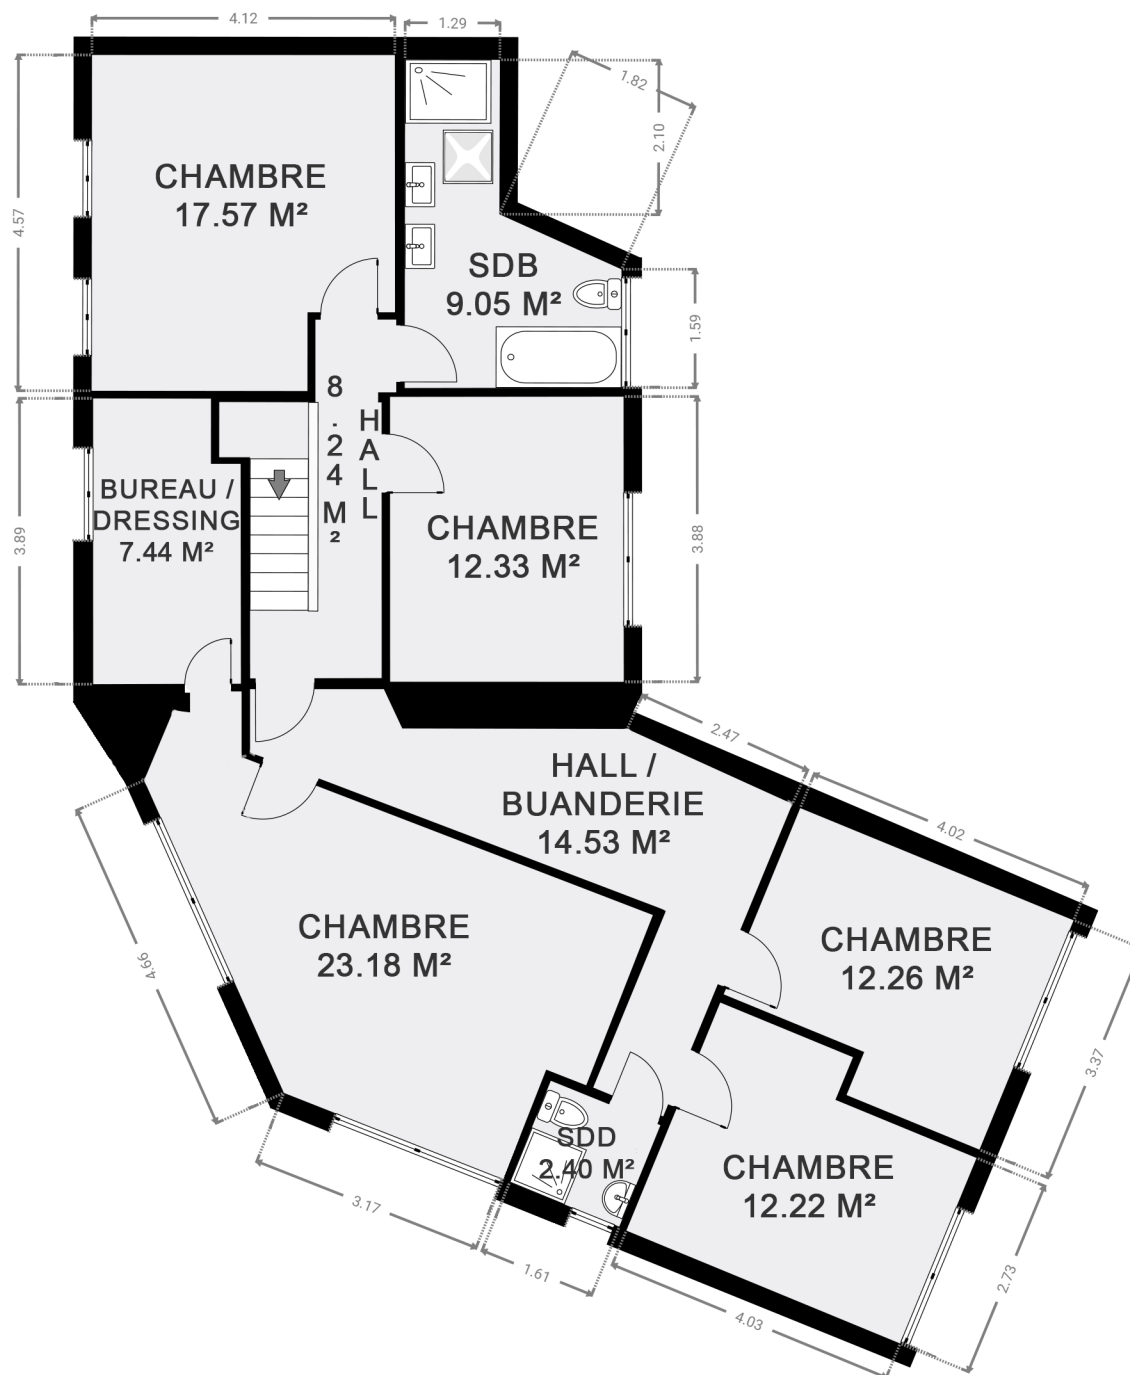 4.12
1.29
1.82
2.10
4.57
CHAMBRE
17.57 M²
SDB
9.05 M²
1.59
8.24 M²
HALL
3.89
BUREAU /
DRESSING
7.44 M²
CHAMBRE
12.33 M²
3.88
2.47
HALL /
BUANDERIE
14.53 M²
4.02
4.66
CHAMBRE
23.18 M²
CHAMBRE
12.26 M²
3.37
SDD
2.40 M²
CHAMBRE
12.22 M²
3.17
1.61
4.03
2.73